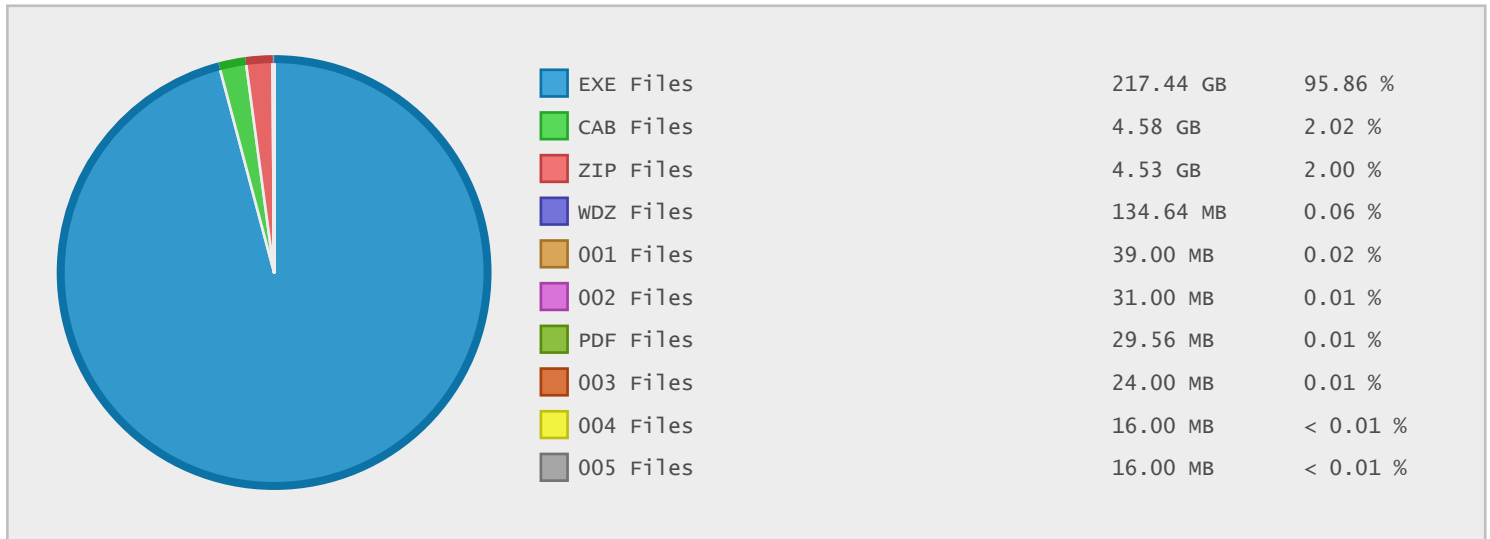 EXE Files 217.44 GB 95.86 %
CAB Files 4.58 GB 2.02 %
ZIP Files 4.53 GB 2.00 %
WDZ Files 134.64 MB 0.06 %
001 Files 39.00 MB 0.02 %
002 Files 31.00 MB 0.01 %
PDF Files 29.56 MB 0.01 %
003 Files 24.00 MB 0.01 %
004 Files 16.00 MB < 0.01 %
005 Files 16.00 MB < 0.01 %